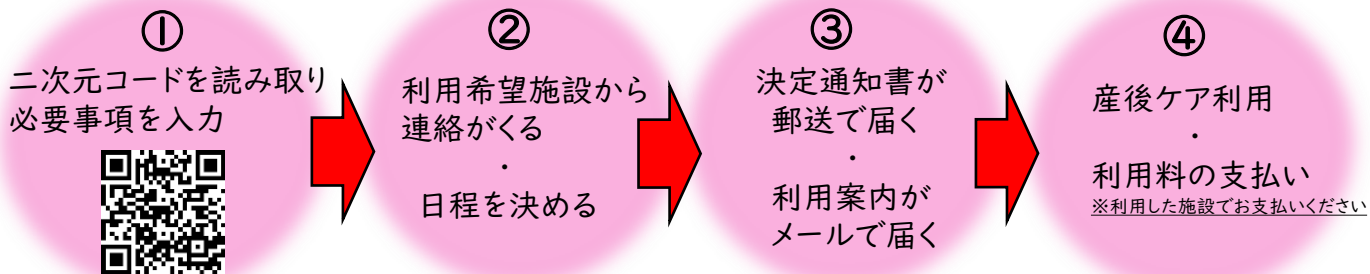 ①
二次元コードを読み取り
必要事項を入力
②
利用希望施設から
連絡がくる
・
日程を決める
③
決定通知書が
郵送で届く
・
利用案内が
メールで届く
④
産後ケア利用
・
利用料の支払い
※利用した施設でお支払いください